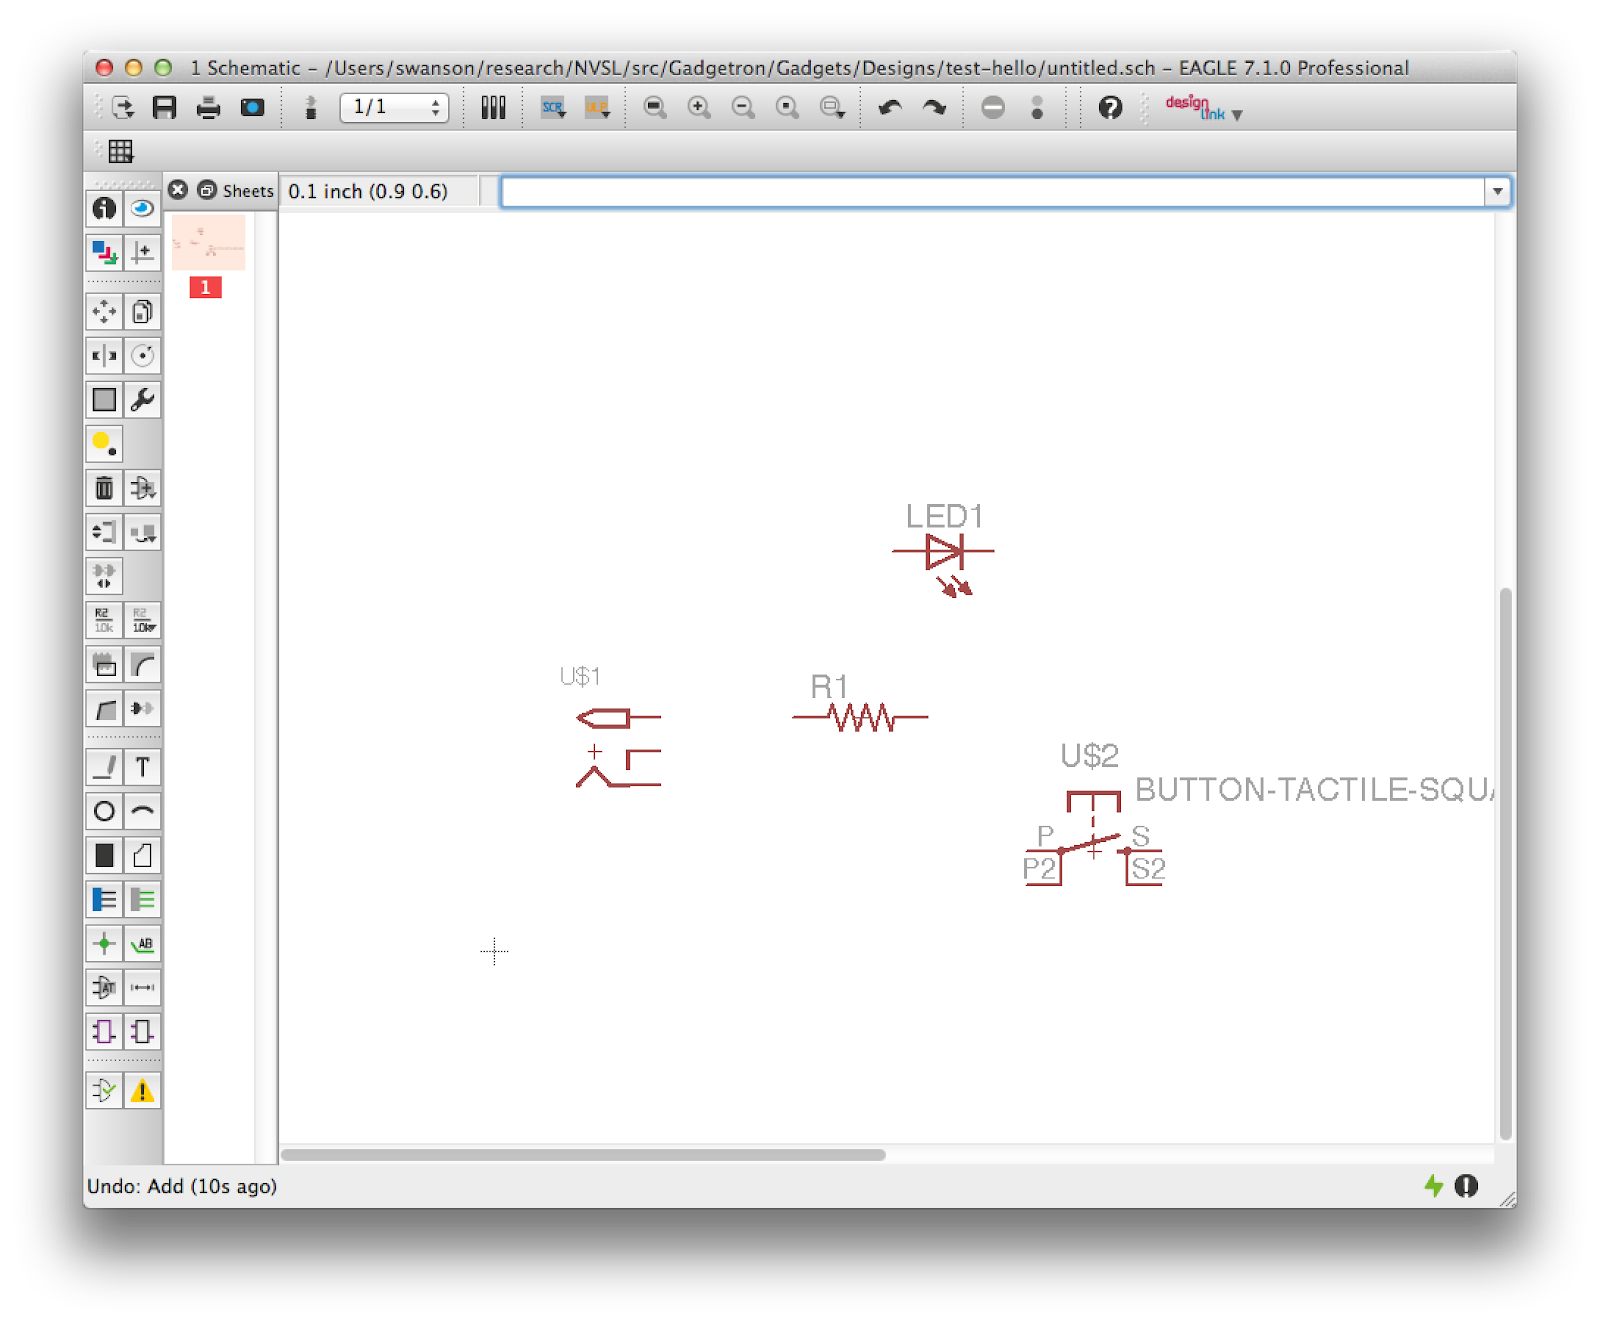 1 Schematic – /Users/swanson/research/NVSL/src/Gadgetron/Gadgets/Designs/test-hello/untitled.sch – EAGLE 7.1.0 Professional
1/1
SCR
ULP
design
link
Sheets
0.1 inch (0.9 0.6)
1
R2
10k
R2
10k
T
AB
AT
LED1
U$1
R1
U$2
BUTTON-TACTILE-SQUA
P
S
P2
S2
Undo: Add (10s ago)